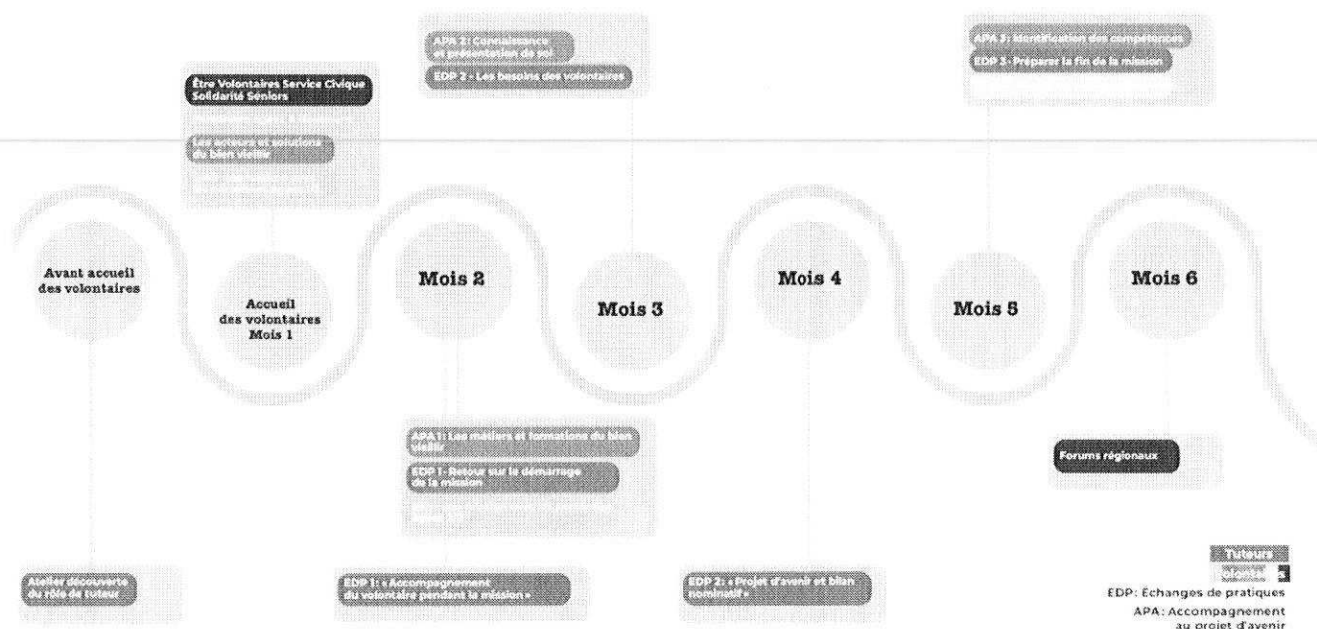 APA 2 : Connaissance
et présentation de soi
EDP 2 - Les besoins des volontaires
APA 3 : Identification des compétences
EDP 3 - Préparer la fin de la mission
Être Volontaires Service Civique
Solidarité Séniors
Les acteurs et solutions
du bien vieillir
Avant accueil
des volontaires
Accueil
des volontaires
Mois 1
Mois 2
Mois 3
Mois 4
Mois 5
Mois 6
APA 1 : Les métiers et formations du bien
vieillir
EDP 1 - Retour sur le démarrage
de la mission
Forums régionaux
Atelier découverte
du rôle de tuteur
EDP 1 : « Accompagnement
du volontaire pendant la mission »
EDP 2 : « Projet d'avenir et bilan
nominatif »
Tuteurs
EDP : Échanges de pratiques
APA : Accompagnement
au projet d'avenir